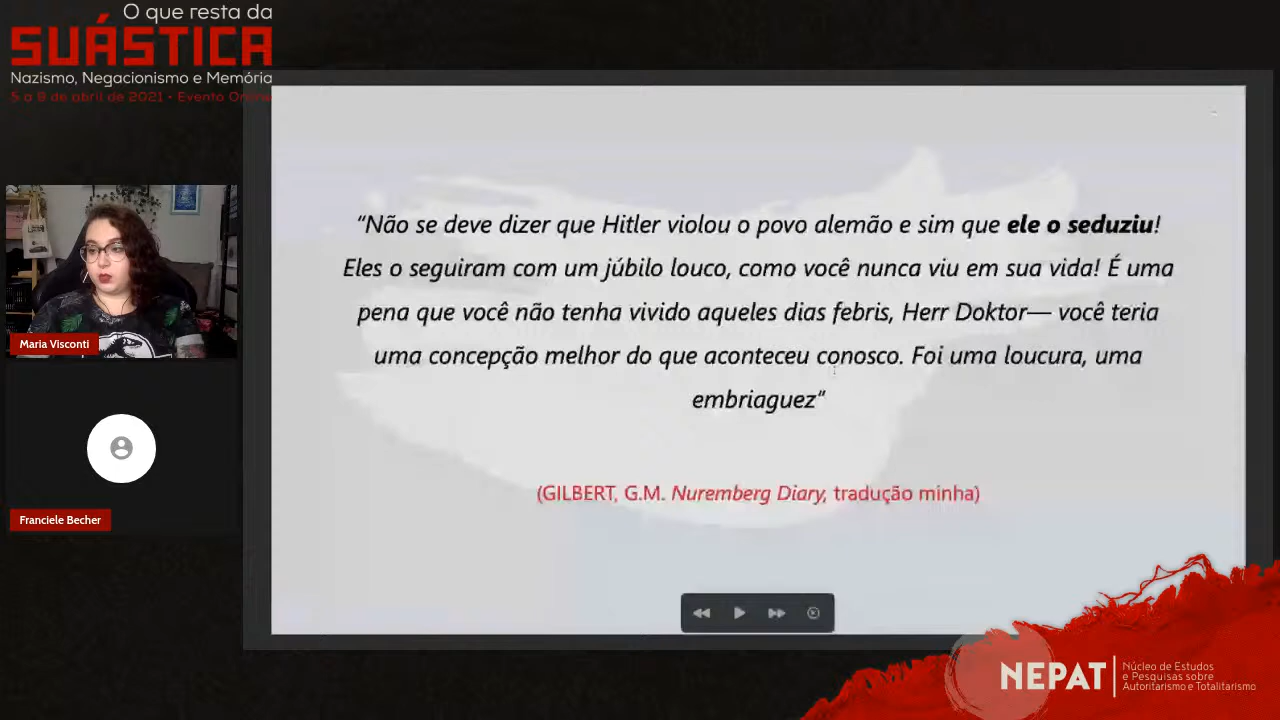 O que resta da
SUÁSTICA
Nazismo, Negacionismo e Memória
5 a 9 de abril de 2021 • Evento Online
“Não se deve dizer que Hitler violou o povo alemão e sim que ele o seduziu!
Eles o seguiram com um júbilo louco, como você nunca viu em sua vida! É uma
pena que você não tenha vivido aqueles dias febris, Herr Doktor— você teria
uma concepção melhor do que aconteceu conosco. Foi uma loucura, uma
embriaguez”
(GILBERT, G.M. Nuremberg Diary, tradução minha)
Maria Visconti
Franciele Becher
NEPAT
Núcleo de Estudos
e Pesquisas sobre
Autoritarismo e Totalitarismo